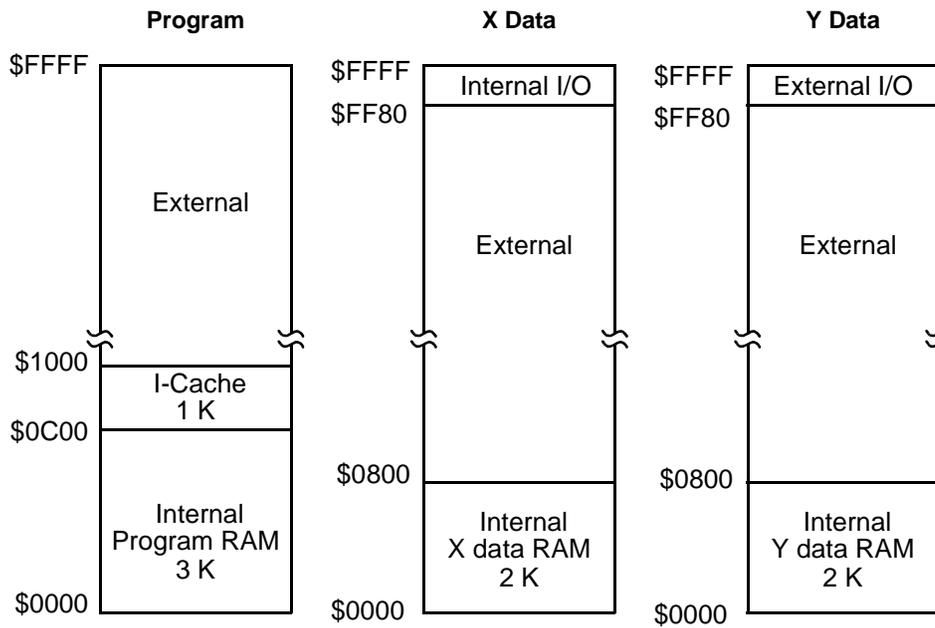 Program
$FFFF
External
$1000
I-Cache
1 K
$0C00
Internal
Program RAM
3 K
$0000
X Data
$FFFF
Internal I/O
$FF80
External
$0800
Internal
X data RAM
2 K
$0000
Y Data
$FFFF
External I/O
$FF80
External
$0800
Internal
Y data RAM
2 K
$0000